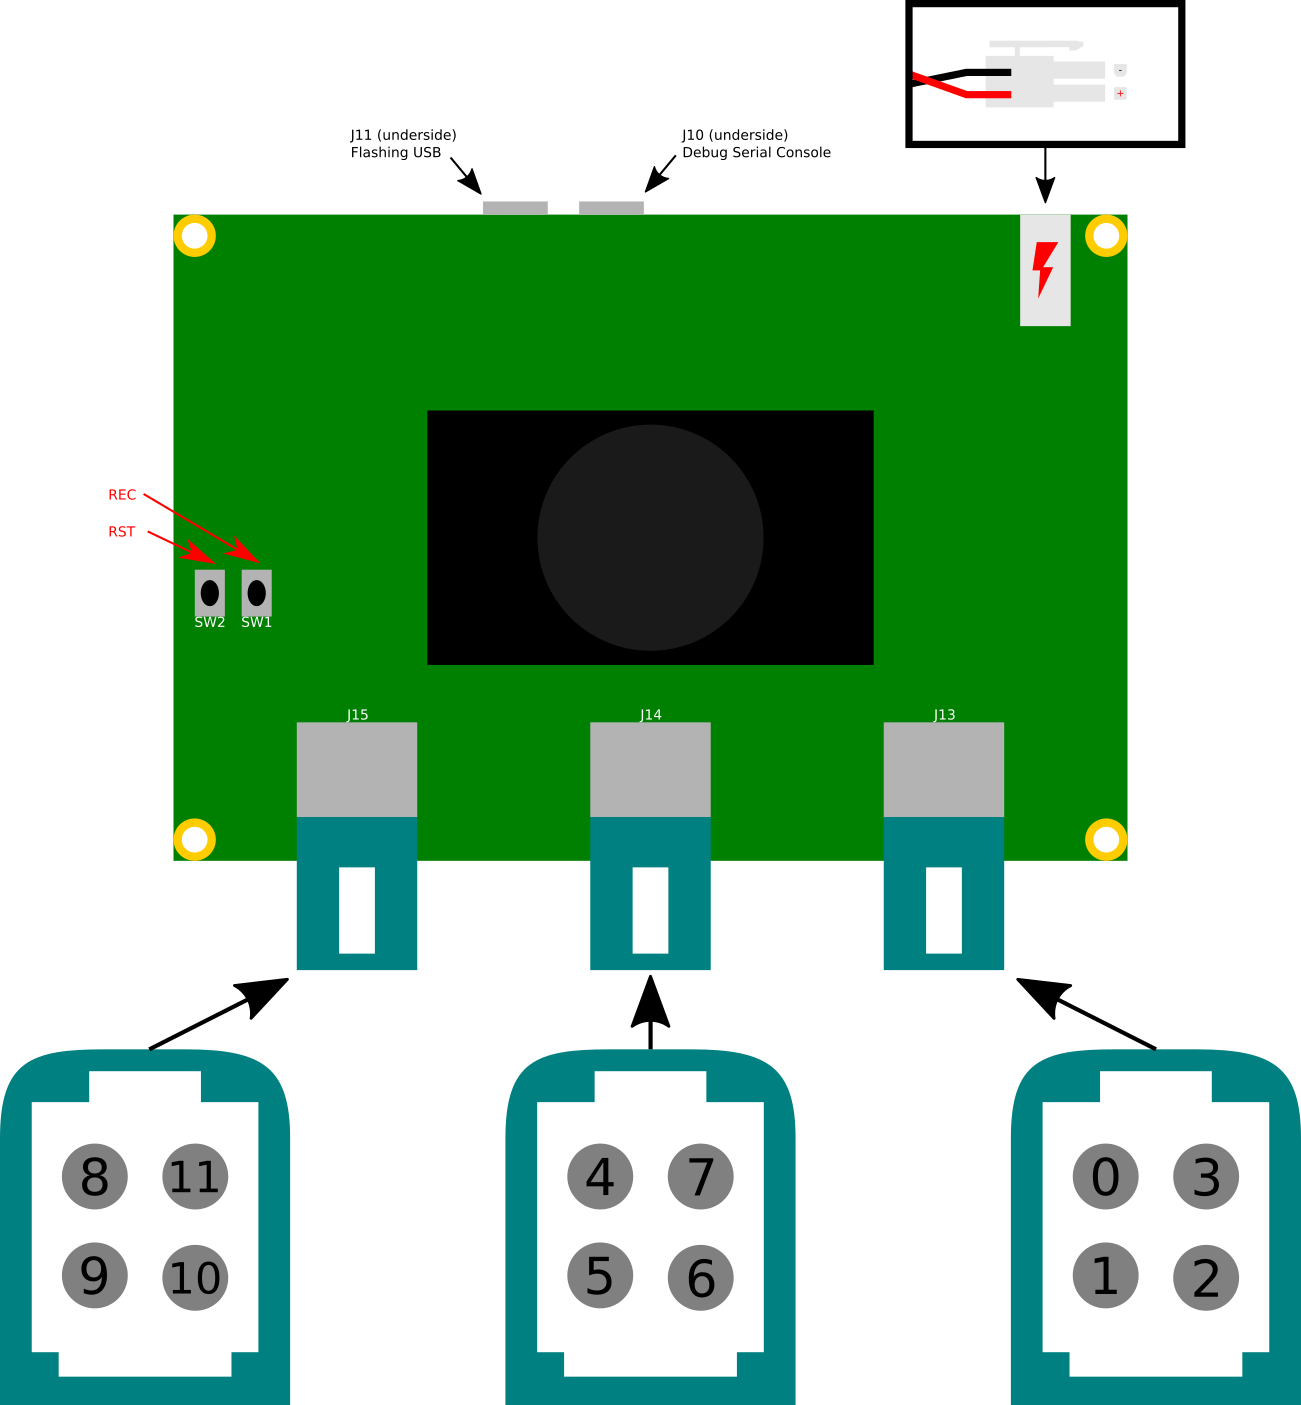 -
+
J11 (underside)
Flashing USB
J10 (underside)
Debug Serial Console
REC
RST
SW2 SW1
J15 J14 J13
8 11 4 7 0 3
9 10 5 6 1 2